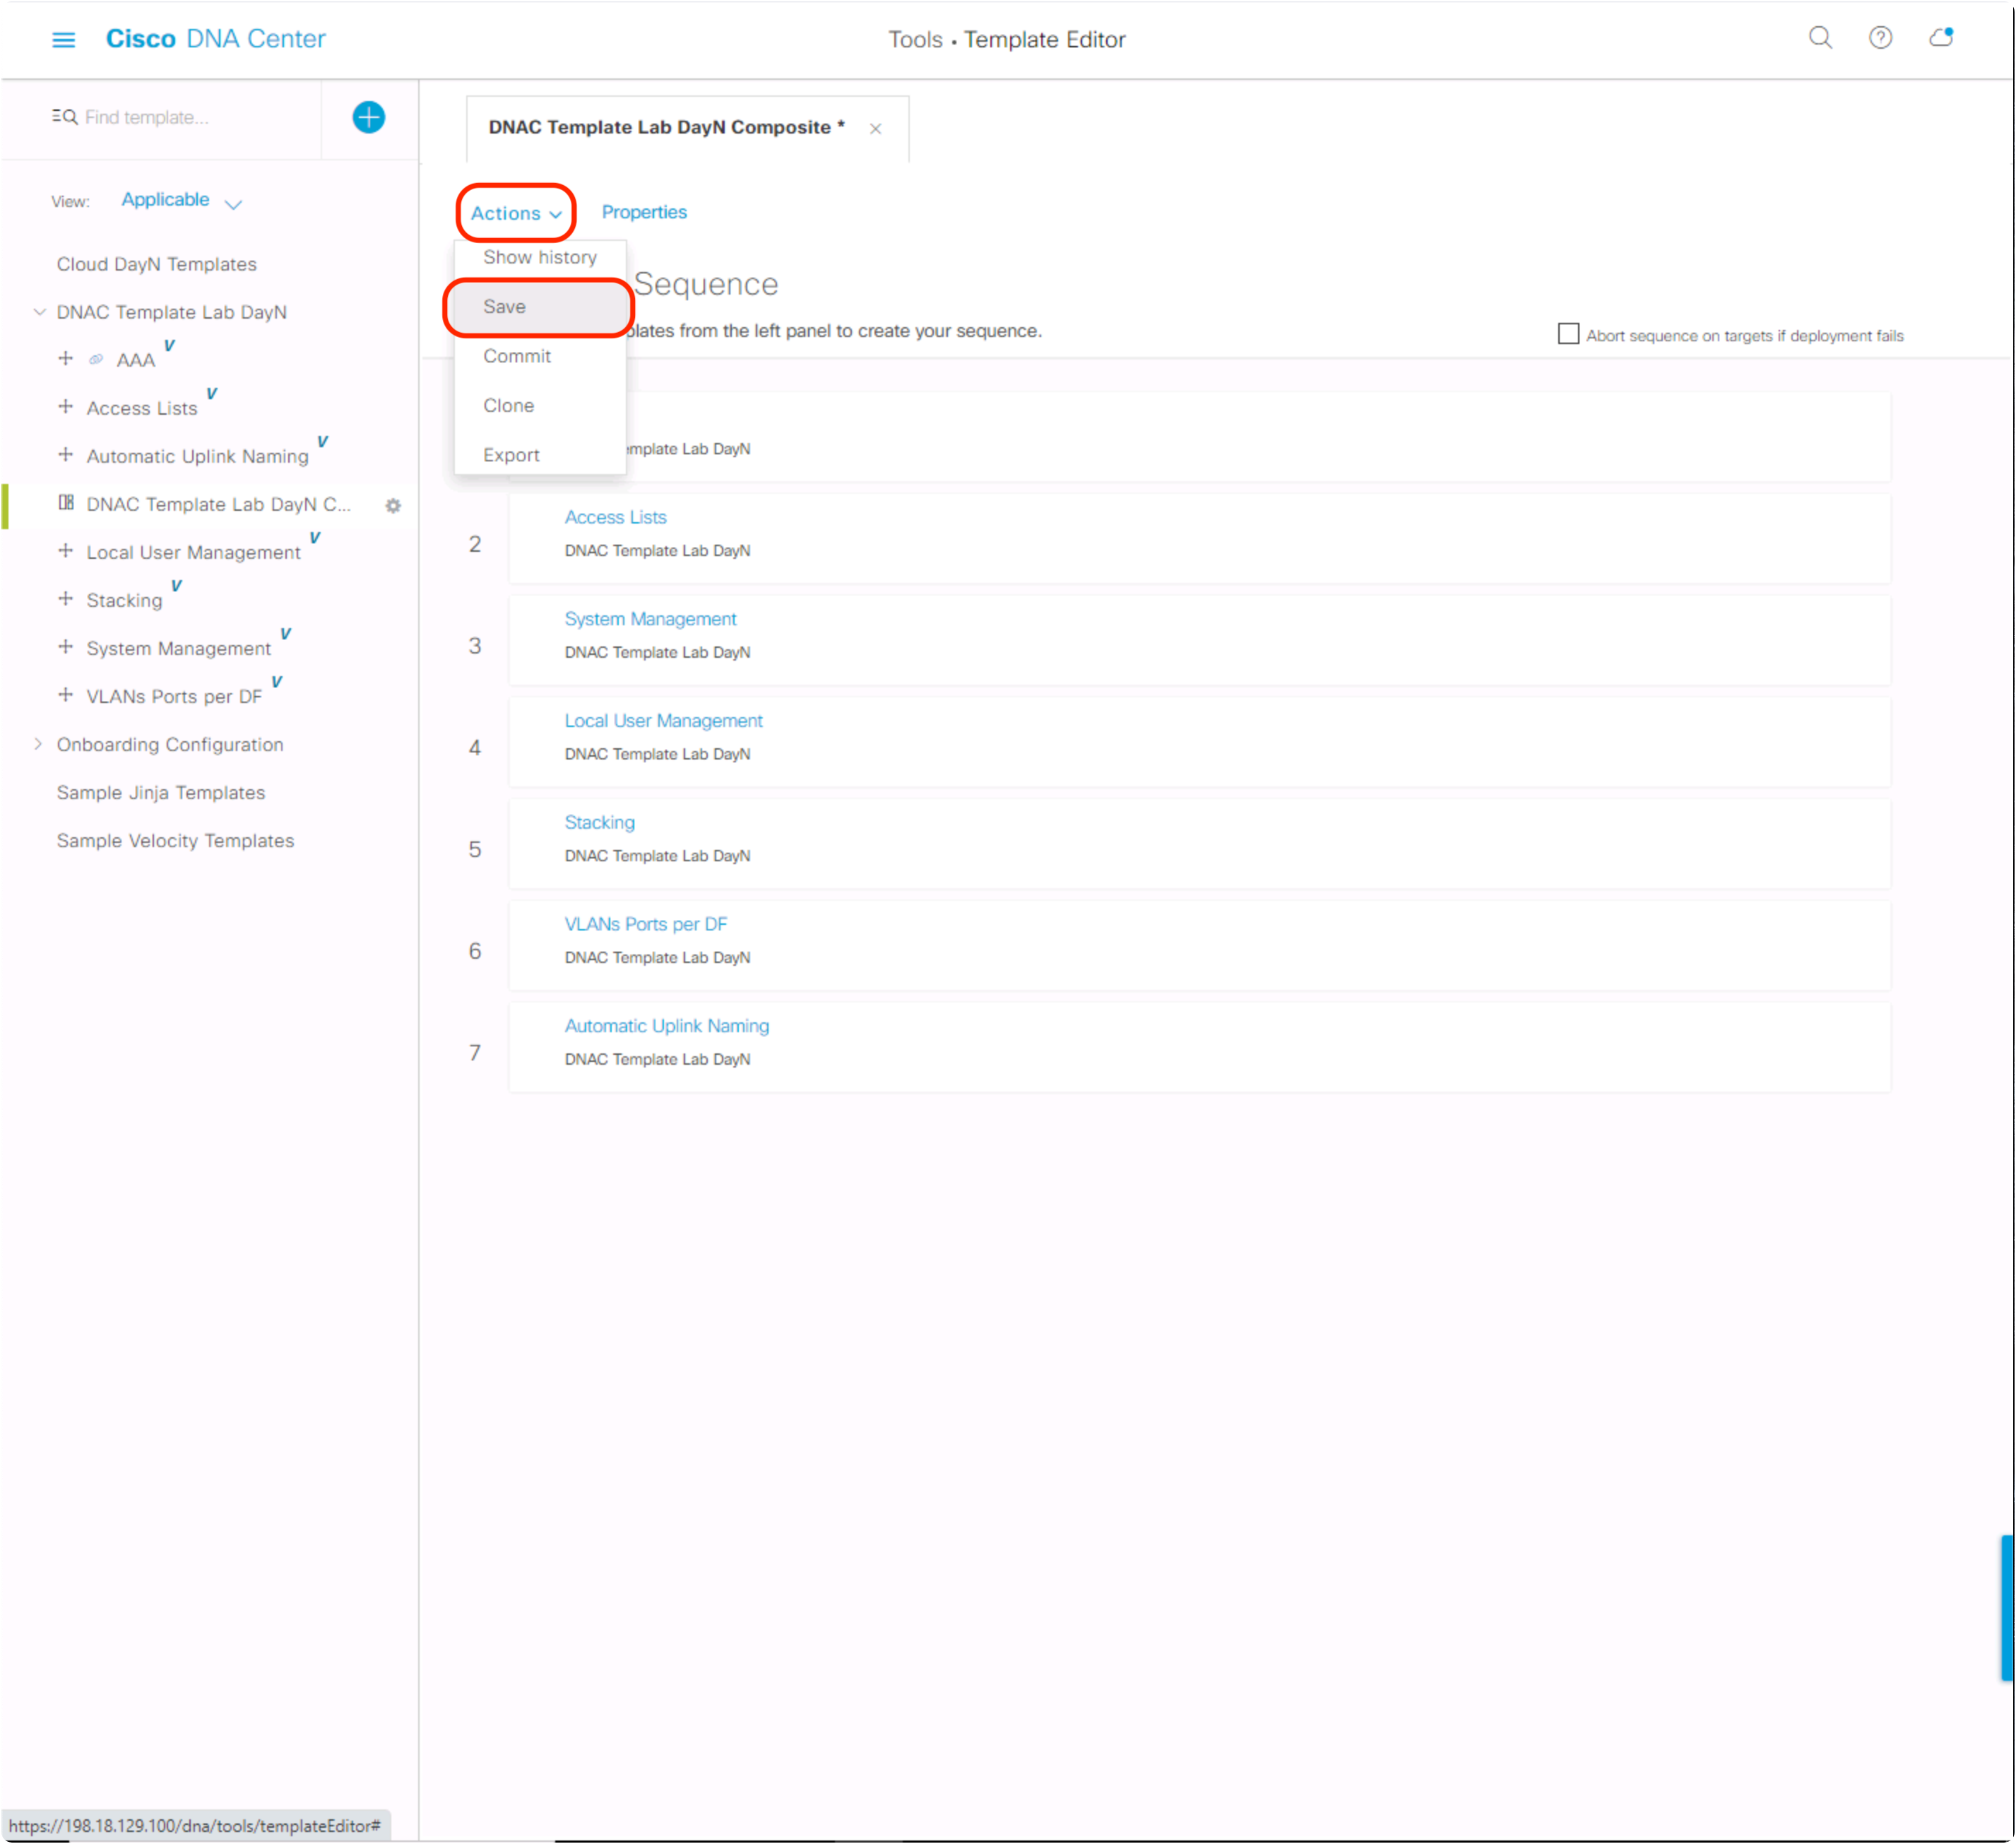 Cisco DNA Center
Tools • Template Editor
Find template...
DNAC Template Lab DayN Composite *
View: Applicable
Actions Properties
Show history
Save
Commit
Clone
Export
Sequence
from the left panel to create your sequence.
Abort sequence on targets if deployment fails
Cloud DayN Templates
DNAC Template Lab DayN
AAA V
Access Lists V
Automatic Uplink Naming V
DNAC Template Lab DayN C...
Local User Management V
Stacking V
System Management V
VLANs Ports per DF V
Onboarding Configuration
Sample Jinja Templates
Sample Velocity Templates
Lab DayN
2
Access Lists
DNAC Template Lab DayN
3
System Management
DNAC Template Lab DayN
4
Local User Management
DNAC Template Lab DayN
5
Stacking
DNAC Template Lab DayN
6
VLANs Ports per DF
DNAC Template Lab DayN
7
Automatic Uplink Naming
DNAC Template Lab DayN
https://198.18.129.100/dna/tools/templateEditor#